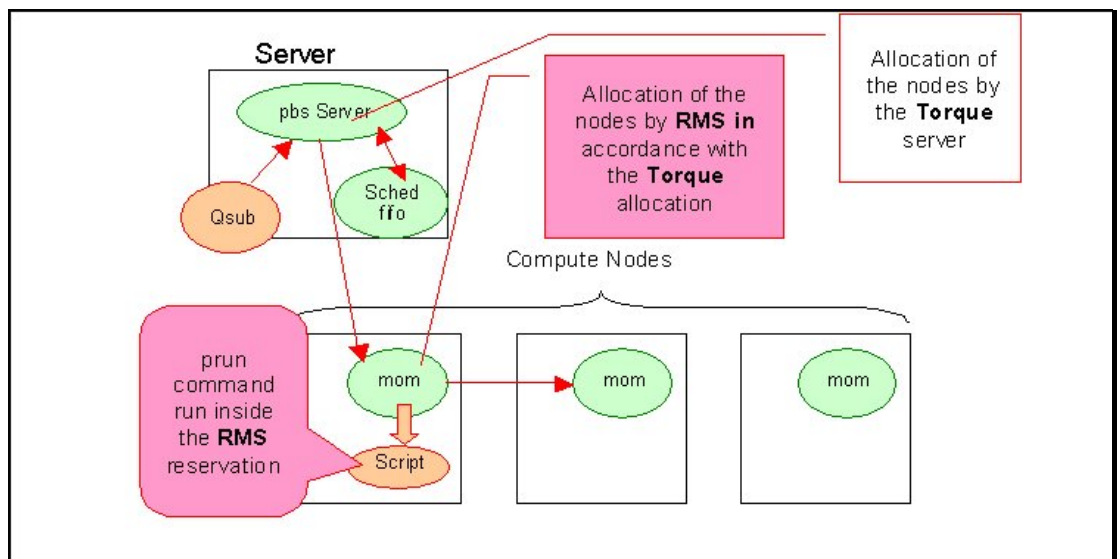 Server
pbs Server
Sched
fifo
Qsub
Allocation of the
nodes by RMS in
accordance with
the Torque
allocation
Allocation of
the nodes by
the Torque
server
Compute Nodes
prun
command
run inside
the RMS
reservation
mom
Script
mom
mom